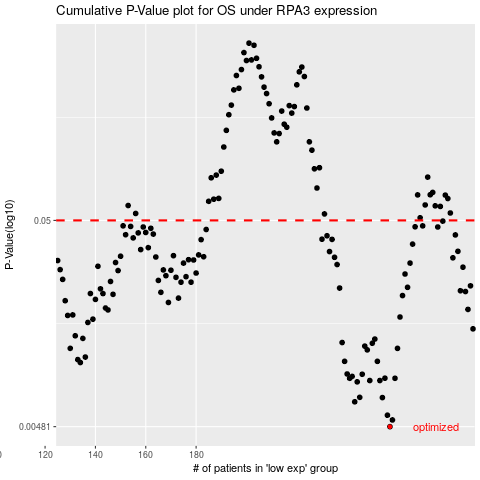 Cumulative P-Value plot for OS under RPA3 expression
P-Value(log10)
0.05
0.00481
optimized
0 120 140 160 180
# of patients in 'low exp' group